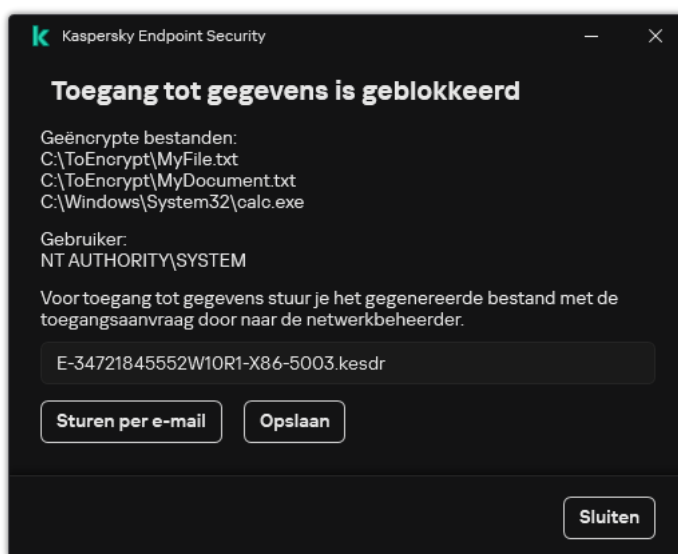 Kaspersky Endpoint Security
Toegang tot gegevens is geblokkeerd
Geëncrypte bestanden:
C:\ToEncrypt\MyFile.txt
C:\ToEncrypt\MyDocument.txt
C:\Windows\System32\calc.exe
Gebruiker:
NT AUTHORITY\SYSTEM
Voor toegang tot gegevens stuur je het gegenereerde bestand met de
toegangsaanvraag door naar de netwerkbeheerder.
E-34721845552W10R1-X86-5003.kesdr
Sturen per e-mail
Opslaan
Sluiten